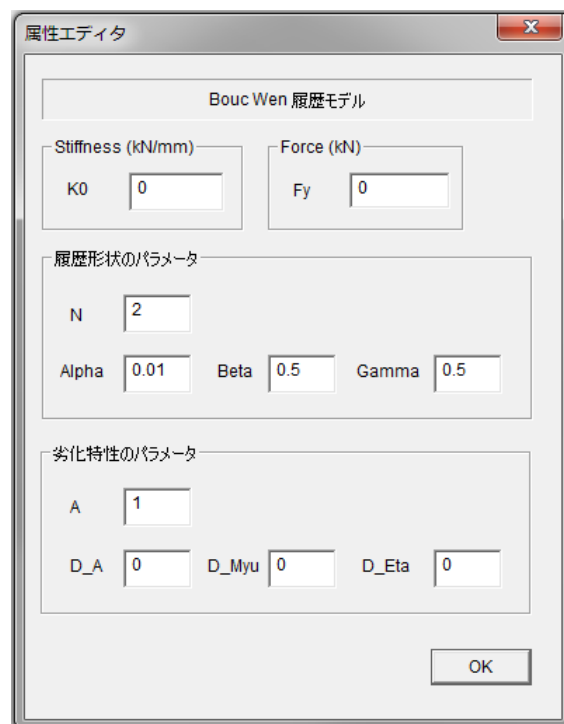 属性エディタ
Bouc Wen 履歴モデル
Stiffness (kN/mm) Force (kN)
K0 0 Fy 0
履歴形状のパラメータ
N 2
Alpha 0.01 Beta 0.5 Gamma 0.5
劣化特性のパラメータ
A 1
D_A 0 D_Myu 0 D_Eta 0
OK